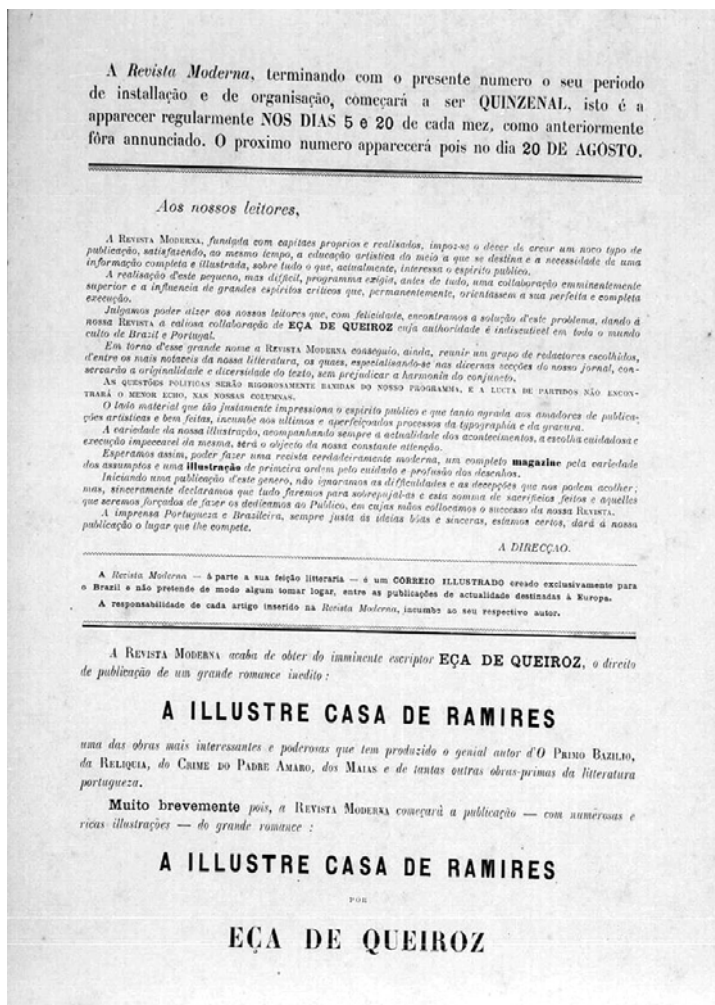 A Revista Moderna, terminando com o presente numero o seu periodo
de installação e de organisação, começará a ser QUINZENAL, isto é a
apparecer regularmente NOS DIAS 5 e 20 de cada mez, como anteriormente
fôra annunciado. O proximo numero apparecerá pois no dia 20 DE AGOSTO.
Aos nossos leitores,
A REVISTA MODERNA, fundada com capitaes proprios e realisados, impoz-se o dever de crear um novo typo de
publicação, satisfazendo, ao mesmo tempo, a educação artistica do meio a que se destina e a necessidade de uma
informação completa e illustrada, sobre tudo o que, actualmente, interessa o espirito publico.
A realisação d'este pequeno, mas difficil, programma exigia, antes de tudo, uma collaboração emminentemente
superior e a influencia de grandes espiritos criticos que, permanentemente, orientassem a sua perfeita e completa
execução.
Julgamos poder dizer aos nossos leitores que, com felicidade, encontramos a solução d'este problema, dando á
nossa REVISTA a valiosa collaboração de EÇA DE QUEIROZ cuja authoridade é indiscutivel em todo o mundo
culto de Brazil e Portugal.
Em torno d'esse grande nome a REVISTA MODERNA conseguio, ainda, reunir um grupo de redactores escolhidos,
d'entre os mais notaveis da nossa litteratura, os quaes, especialisando-se nas diversas secções do nosso jornal, con-
servarão a originalidade e diversidade do texto, sem prejudicar a harmonia do conjuncto.
AS QUESTÕES POLITICAS SERÃO RIGOROSAMENTE BANIDAS DO NOSSO PROGRAMMA, E A LUCTA DE PARTIDOS NÃO ENCON-
TRARÁ O MENOR ECHO, NAS NOSSAS COLUMNAS.
O lado material que tão justamente impressiona o espirito publico e que tanto agrada aos amadores de publica-
ções artisticas e bem feitas, incumbe aos ultimos e aperfeiçoados processos da typographia e da gravura.
A variedade da nossa illustração, acompanhando sempre a actualidade dos acontecimentos, a escolha cuidadosa e
execução impeccavel da mesma, será o objecto da nossa constante attenção.
Esperamos assim, poder fazer uma revista verdadeiramente moderna, um completo magazine pela variedade
dos assumptos e uma illustração de primeira ordem pelo cuidado e profusão dos desenhos.
Iniciando uma publicação d'este genero, não ignoramos as difficuldades e as decepções que nos podem acolher;
mas, sinceramente declaramos que tudo faremos para sobrepujal-as e esta somma de sacrificios feitos e aquelles
que seremos forçados de fazer os dedicamos ao Publico, em cujas mãos collocamos o successo da nossa REVISTA.
A imprensa Portugueza e Brazileira, sempre justa ás ideias bôas e sinceras, estamos certos, dará á nossa
publicação o lugar que lhe compete.
A DIRECÇAO.
A Revista Moderna — á parte a sua feição litteraria — é um CORREIO ILLUSTRADO creado exclusivamente para
o Brazil e não pretende de modo algum tomar logar, entre as publicações de actualidade destinadas à Europa.
A responsabilidade de cada artigo inserido na Revista Moderna, incumbe ao seu respectivo autor.
A REVISTA MODERNA acaba de obter do imminente escriptor EÇA DE QUEIROZ, o direito
de publicação de um grande romance inedito :
A ILLUSTRE CASA DE RAMIRES
uma das obras mais interessantes e poderosas que tem produzido o genial autor d'O PRIMO BAZILIO,
da RELIQUIA, do CRIME DO PADRE AMARO, dos MAIAS e de tantas outras obras-primas da litteratura
portugueza.
Muito brevemente pois, a REVISTA MODERNA começará a publicação — com numerosas e
ricas illustrações — do grande romance :
A ILLUSTRE CASA DE RAMIRES
POR
EÇA DE QUEIROZ